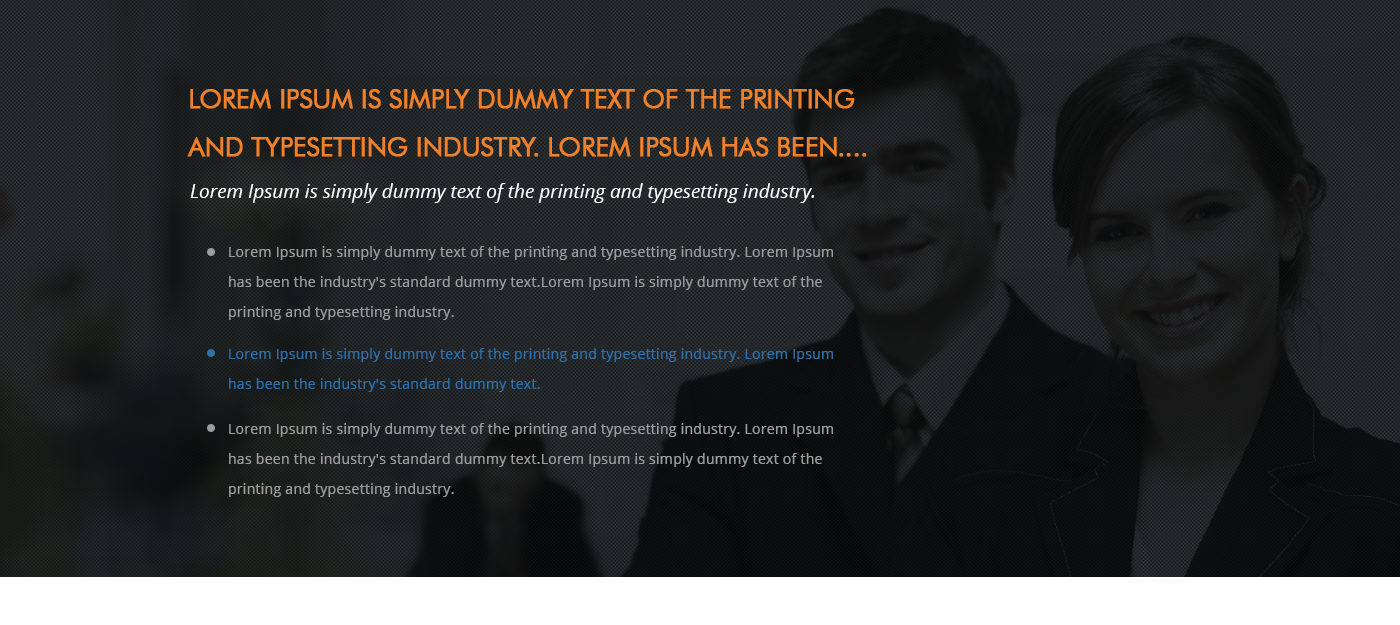 LOREM IPSUM IS SIMPLY DUMMY TEXT OF THE PRINTING
AND TYPESETTING INDUSTRY. LOREM IPSUM HAS BEEN....
Lorem Ipsum is simply dummy text of the printing and typesetting industry.
Lorem Ipsum is simply dummy text of the printing and typesetting industry. Lorem Ipsum
has been the industry's standard dummy text.Lorem Ipsum is simply dummy text of the
printing and typesetting industry.
Lorem Ipsum is simply dummy text of the printing and typesetting industry. Lorem Ipsum
has been the industry's standard dummy text.
Lorem Ipsum is simply dummy text of the printing and typesetting industry. Lorem Ipsum
has been the industry's standard dummy text.Lorem Ipsum is simply dummy text of the
printing and typesetting industry.